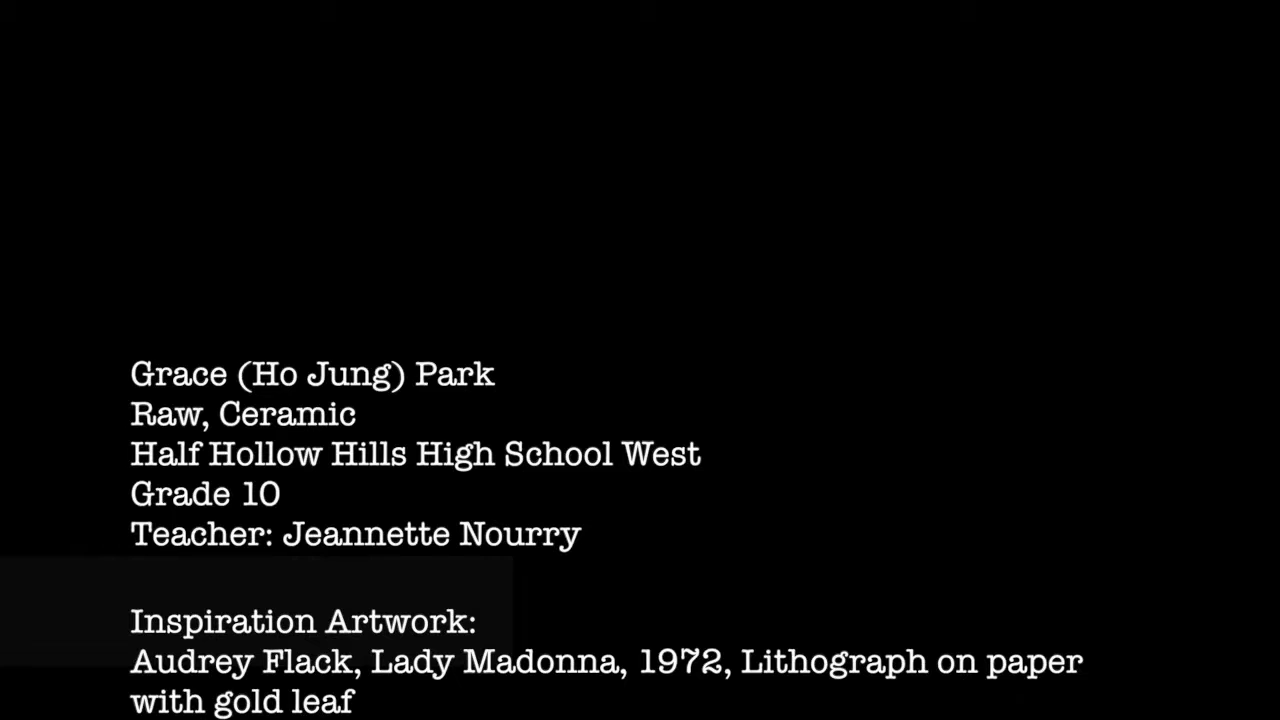 Grace (Ho Jung) Park
Raw, Ceramic
Half Hollow Hills High School West
Grade 10
Teacher: Jeannette Nourry
Inspiration Artwork:
Audrey Flack, Lady Madonna, 1972, Lithograph on paper
with gold leaf